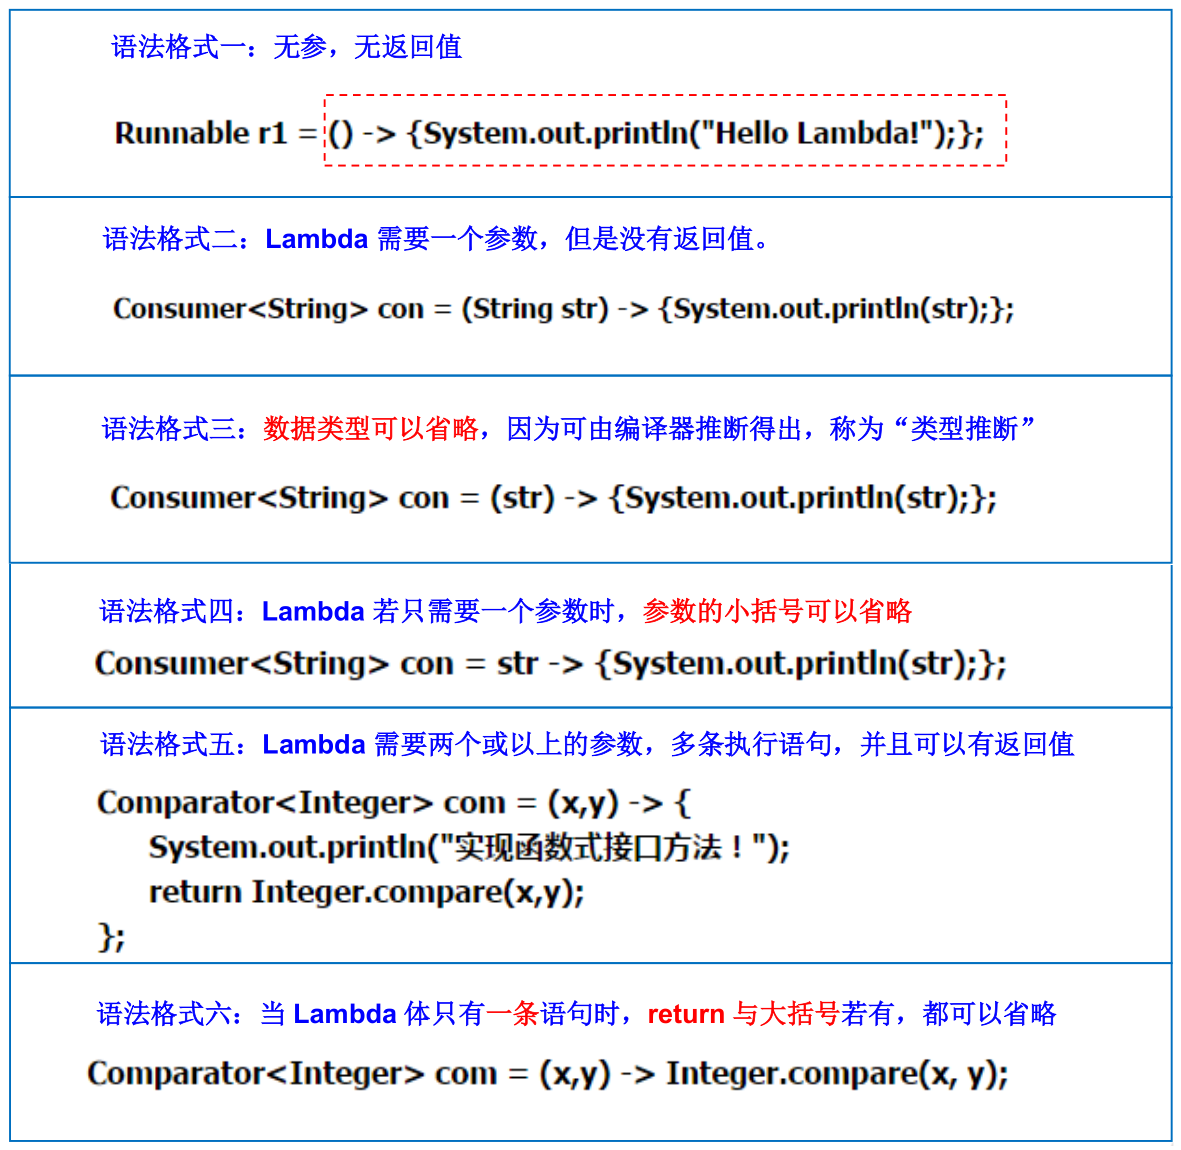 语法格式一：无参，无返回值
Runnable r1 = () -> {System.out.println("Hello Lambda!");};
语法格式二：Lambda 需要一个参数，但是没有返回值。
Consumer<String> con = (String str) -> {System.out.println(str);};
语法格式三：数据类型可以省略，因为可由编译器推断得出，称为“类型推断”
Consumer<String> con = (str) -> {System.out.println(str);};
语法格式四：Lambda 若只需要一个参数时，参数的小括号可以省略
Consumer<String> con = str -> {System.out.println(str);};
语法格式五：Lambda 需要两个或以上的参数，多条执行语句，并且可以有返回值
Comparator<Integer> com = (x,y) -> {
System.out.println("实现函数式接口方法！");
return Integer.compare(x,y);
};
语法格式六：当 Lambda 体只有一条语句时，return 与大括号若有，都可以省略
Comparator<Integer> com = (x,y) -> Integer.compare(x, y);